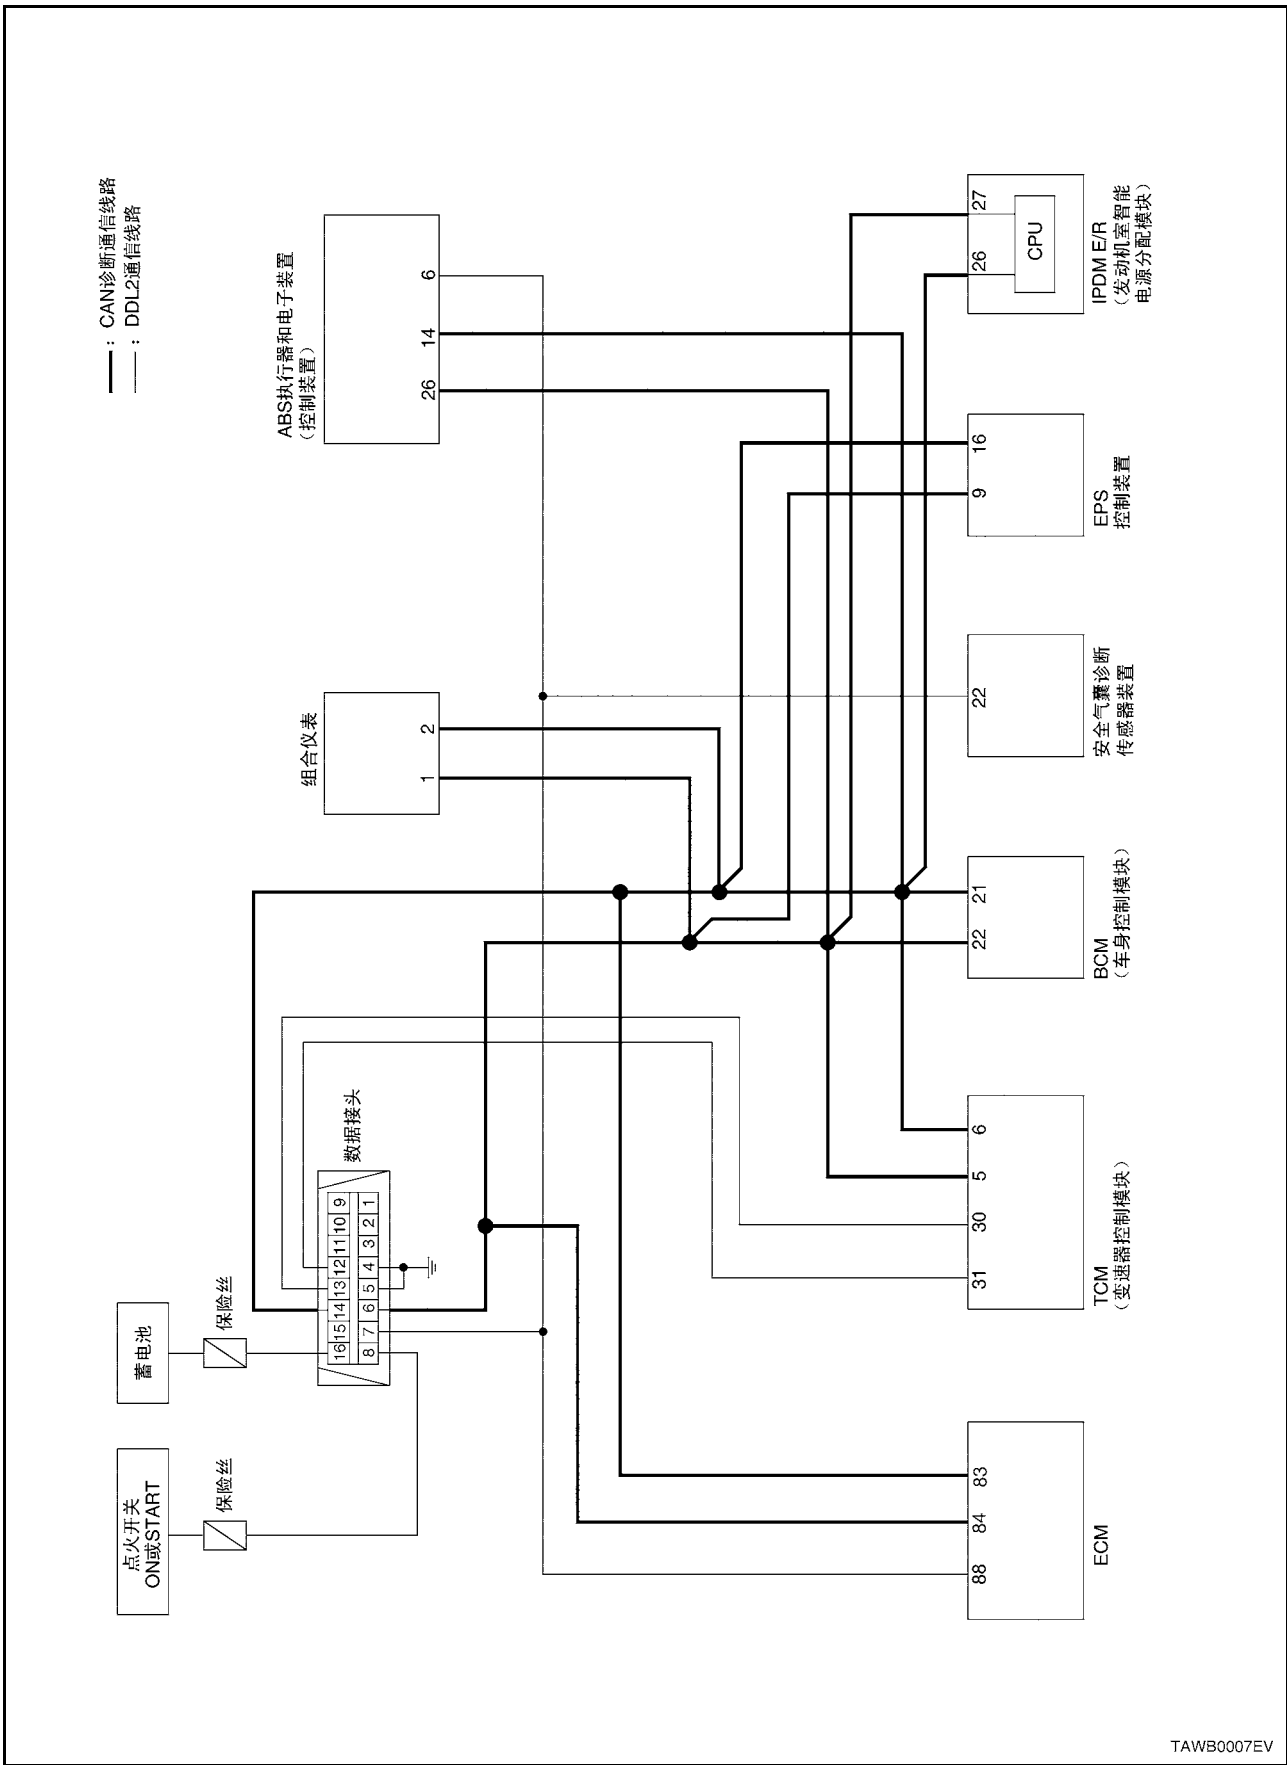 ━━：CAN诊断通信线路
──：DDL2通信线路
点火开关
ON或START
保险丝
蓄电池
保险丝
数据接头
16 15 14 13 12 11 10 9
8 7 6 5 4 3 2 1
组合仪表
1 2
ABS执行器和电子装置
（控制装置）
26 14 6
88 84 83
ECM
31 30 5 6
TCM
（变速器控制模块）
22 21
BCM
（车身控制模块）
22
安全气囊诊断
传感器装置
9 16
EPS
控制装置
26 27
CPU
IPDM E/R
（发动机室智能
电源分配模块）
TAWB0007EV